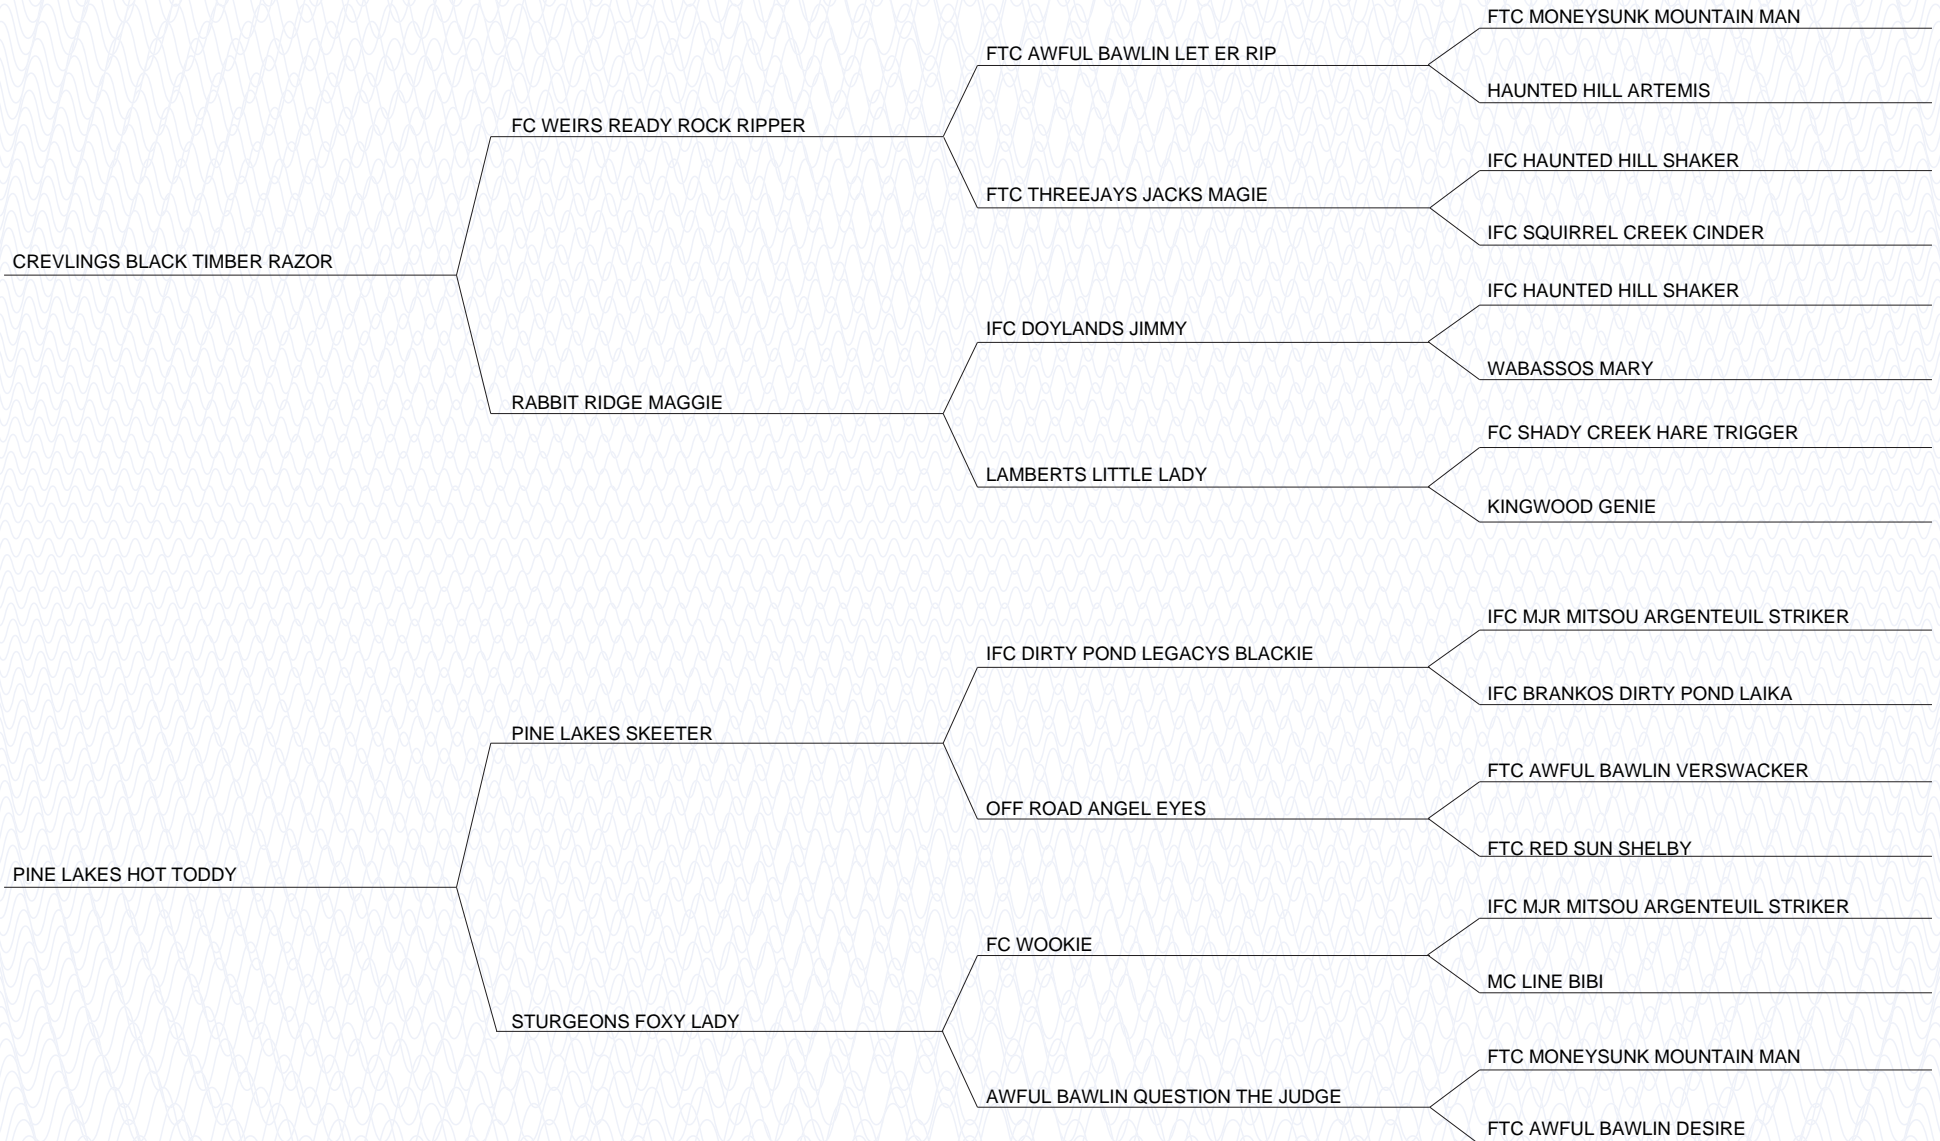 FTC MONEYSUNK MOUNTAIN MAN
FTC AWFUL BAWLIN LET ER RIP
HAUNTED HILL ARTEMIS
FC WEIRS READY ROCK RIPPER
IFC HAUNTED HILL SHAKER
FTC THREEJAYS JACKS MAGIE
IFC SQUIRREL CREEK CINDER
CREVLINGS BLACK TIMBER RAZOR
IFC HAUNTED HILL SHAKER
IFC DOYLANDS JIMMY
WABASSOS MARY
RABBIT RIDGE MAGGIE
FC SHADY CREEK HARE TRIGGER
LAMBERTS LITTLE LADY
KINGWOOD GENIE
IFC MJR MITSOU ARGENTEUIL STRIKER
IFC DIRTY POND LEGACYS BLACKIE
IFC BRANKOS DIRTY POND LAIKA
PINE LAKES SKEETER
FTC AWFUL BAWLIN VERSWACKER
OFF ROAD ANGEL EYES
FTC RED SUN SHELBY
PINE LAKES HOT TODDY
IFC MJR MITSOU ARGENTEUIL STRIKER
FC WOOKIE
MC LINE BIBI
STURGEONS FOXY LADY
FTC MONEYSUNK MOUNTAIN MAN
AWFUL BAWLIN QUESTION THE JUDGE
FTC AWFUL BAWLIN DESIRE